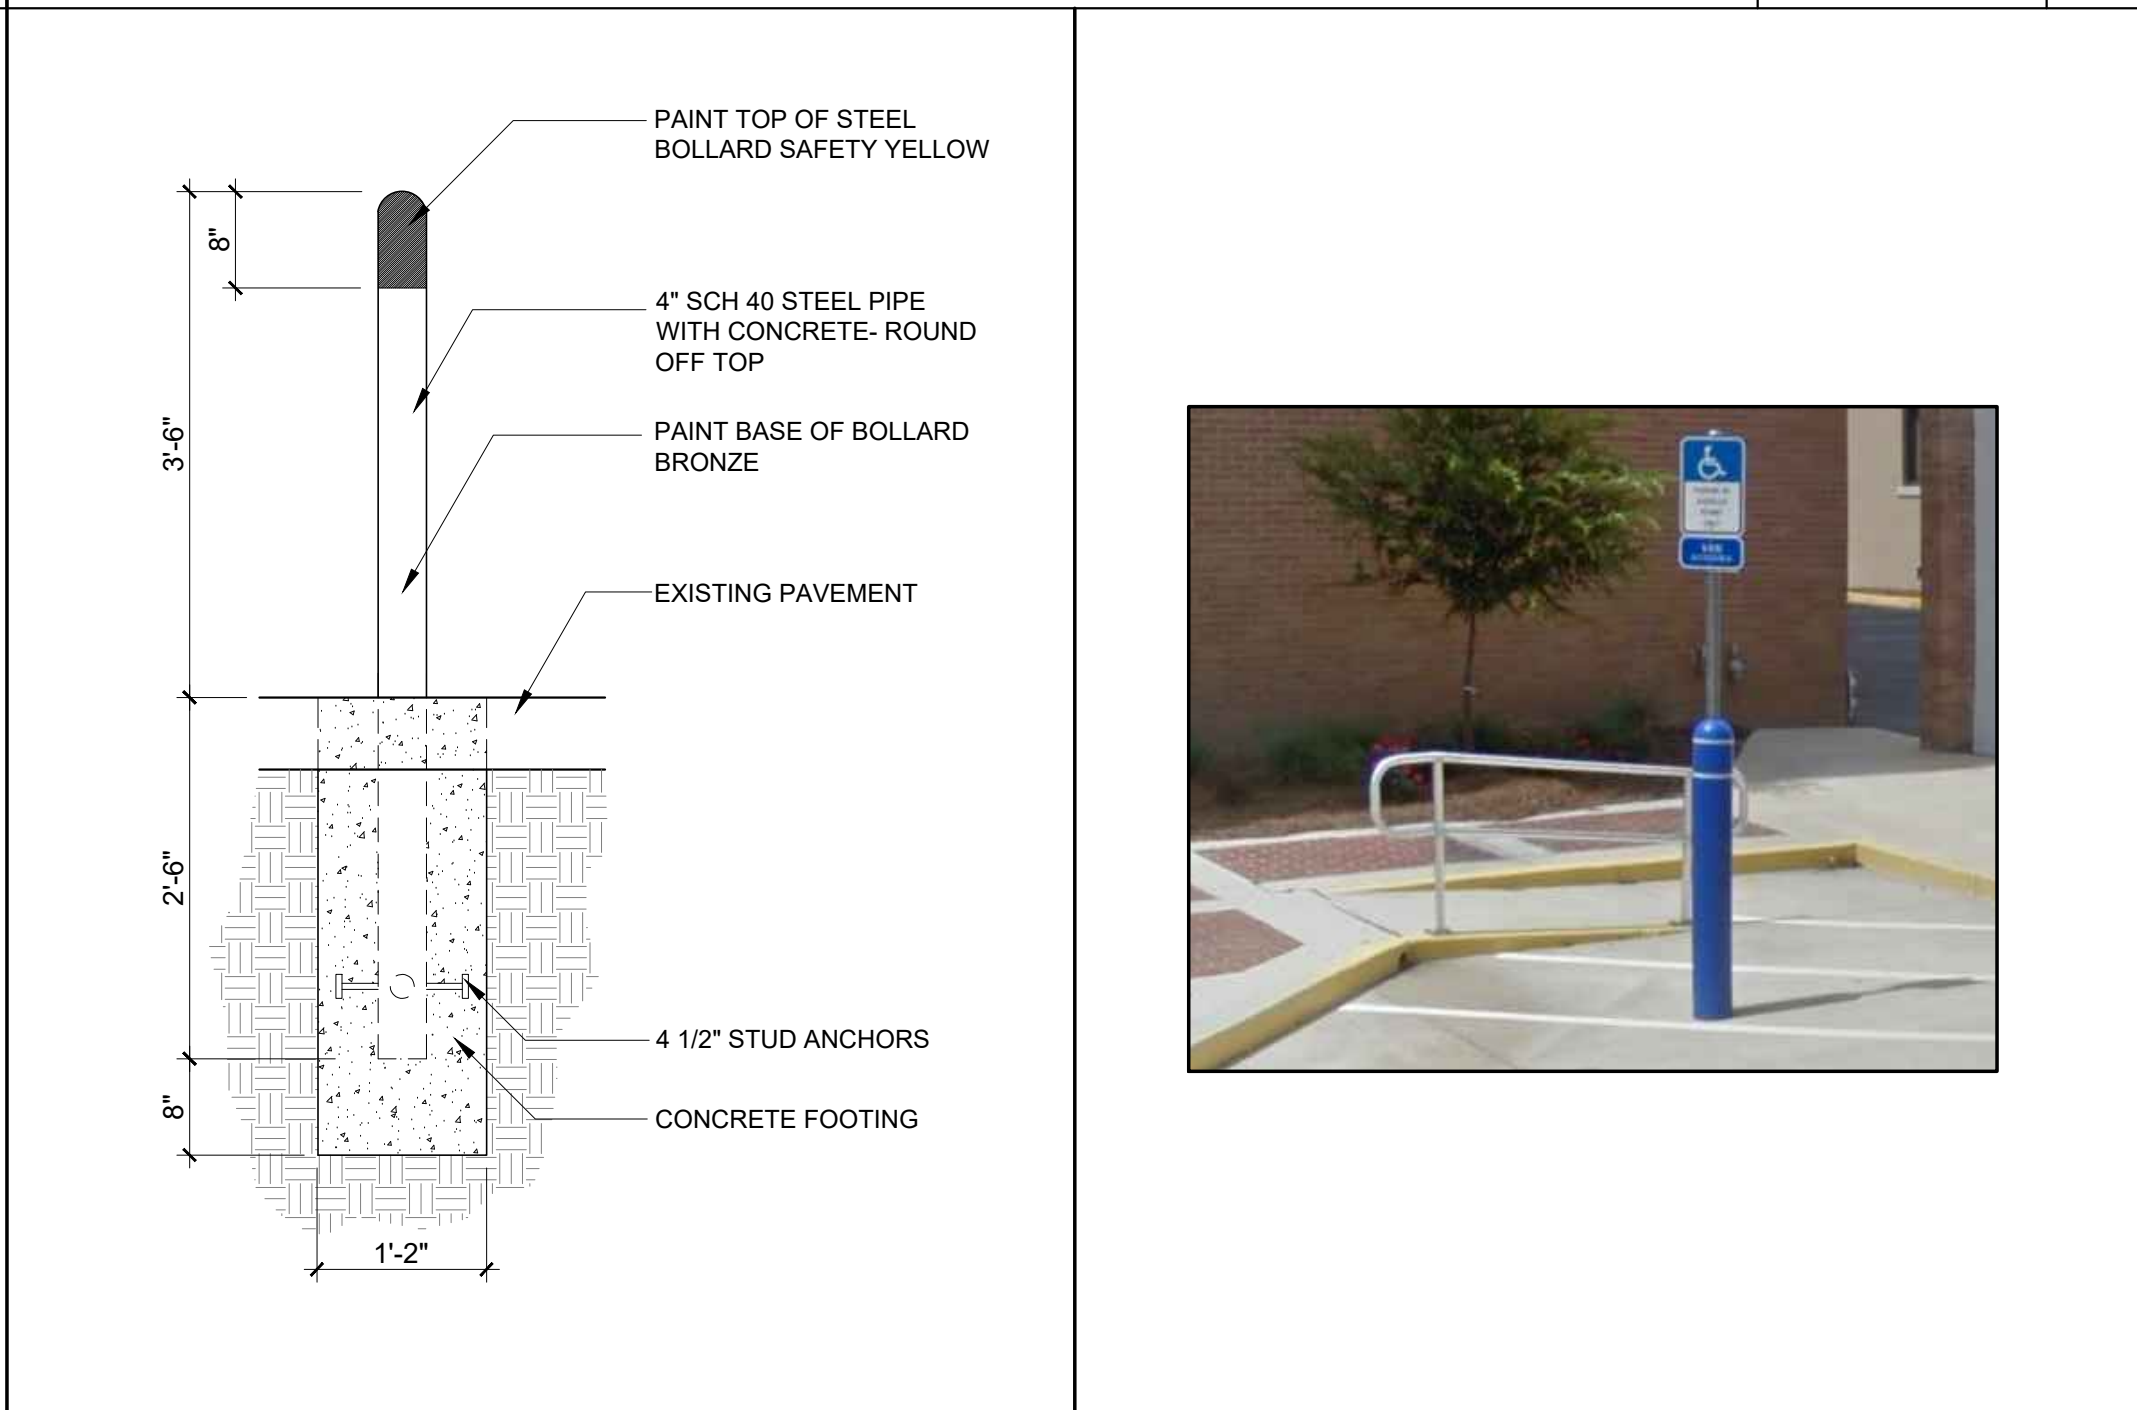 PAINT TOP OF STEEL
BOLLARD SAFETY YELLOW
8"
4" SCH 40 STEEL PIPE
WITH CONCRETE- ROUND
OFF TOP
3'-6"
PAINT BASE OF BOLLARD
BRONZE
EXISTING PAVEMENT
2'-6"
4 1/2" STUD ANCHORS
8"
CONCRETE FOOTING
1'-2"